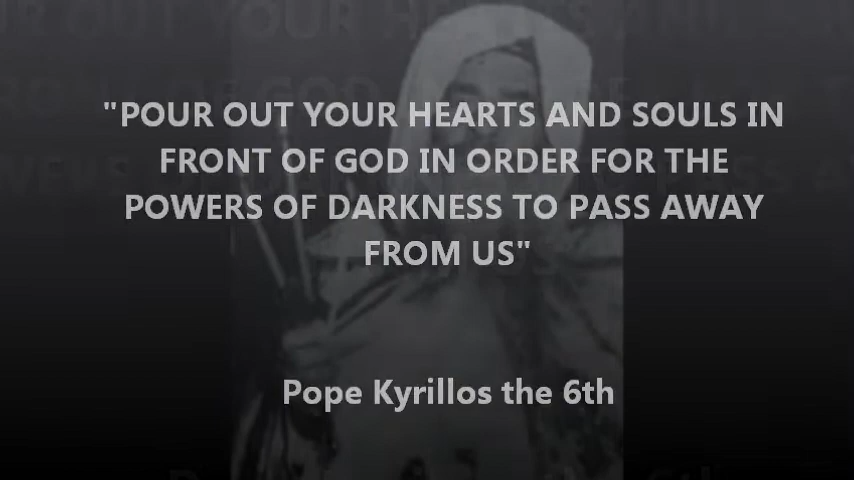 "POUR OUT YOUR HEARTS AND SOULS IN
FRONT OF GOD IN ORDER FOR THE
POWERS OF DARKNESS TO PASS AWAY
FROM US"
Pope Kyrillos the 6th